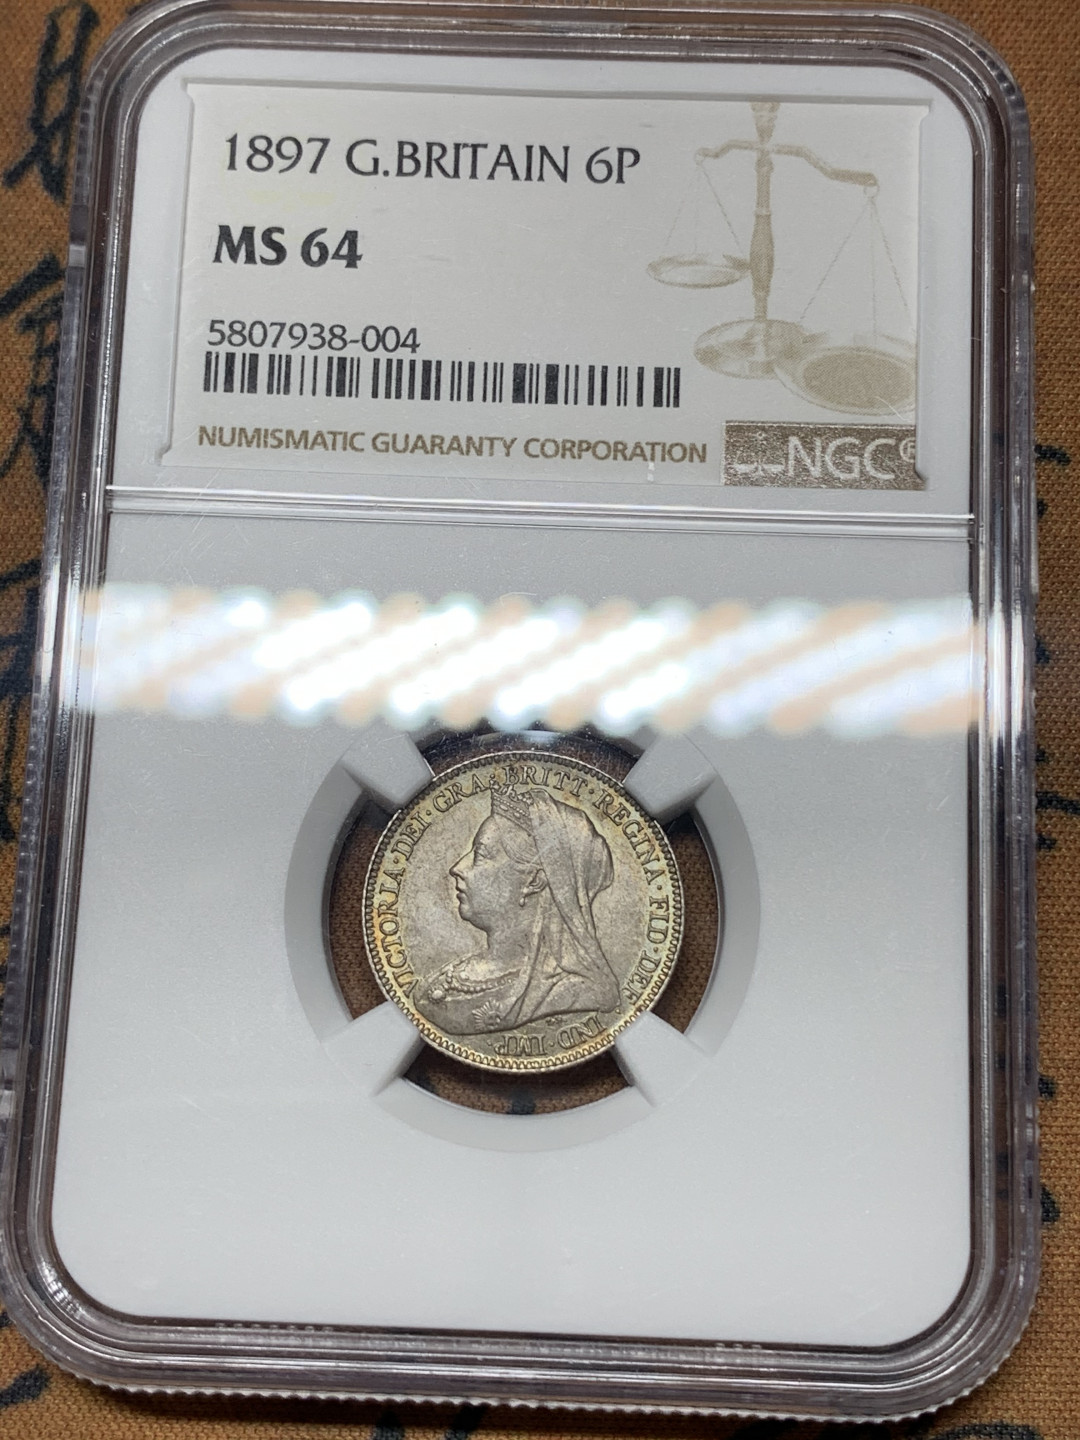 1897 G.BRITAIN 6P
MS 64
5807938-004
NUMISMATIC GUARANTY CORPORATION
NGC®
VICTORIA·DEI·GRA·BRITT·REGINA·FID·DEF·
IND·IMP·